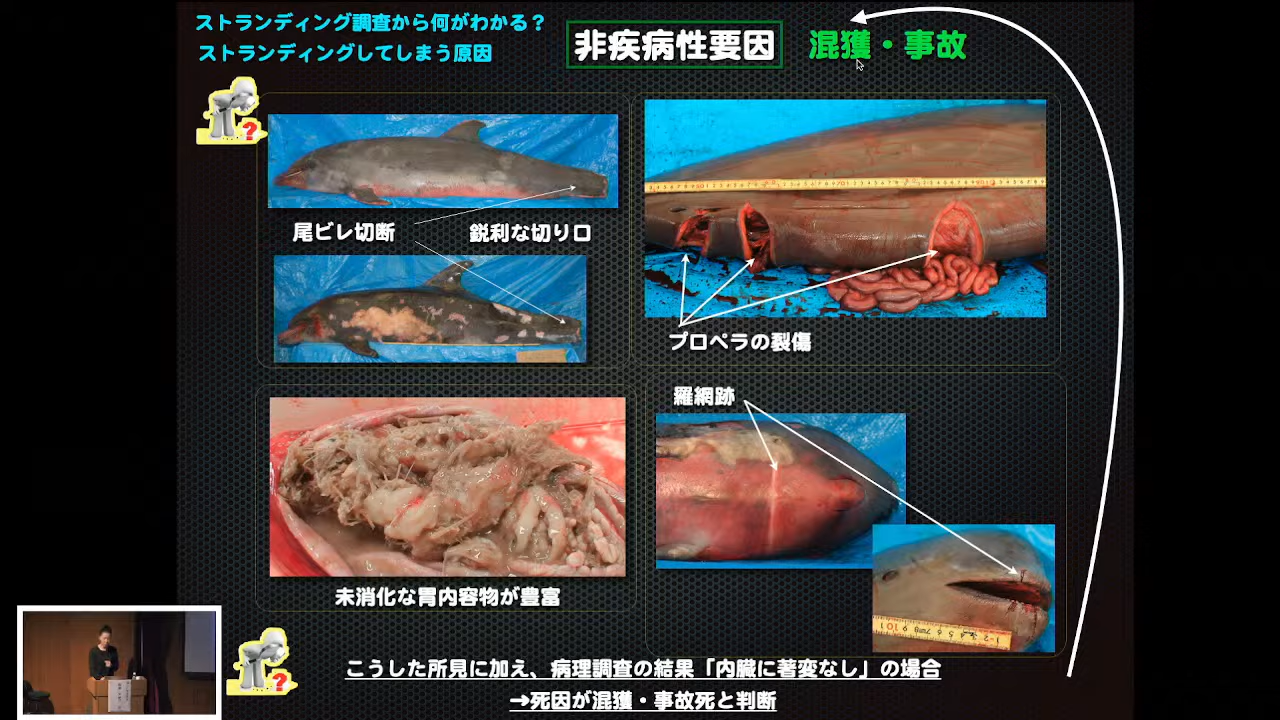 ストランディング調査から何がわかる？
ストランディングしてしまう原因
非疾病性要因
混獲・事故
尾ビレ切断
鋭利な切り口
プロペラの裂傷
羅網跡
未消化な胃内容物が豊富
こうした所見に加え、病理調査の結果「内臓に著変なし」の場合
→死因が混獲・事故死と判断